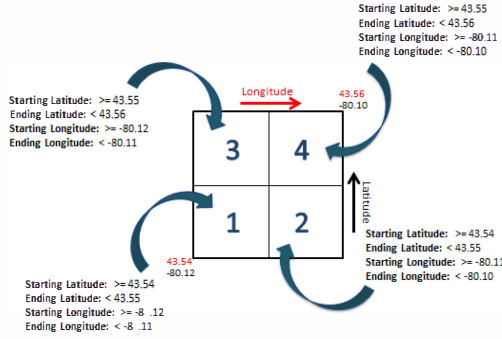 Starting Latitude: >= 43.55
Ending Latitude: < 43.56
Starting Longitude: >= -80.11
Ending Longitude: < -80.10
Longitude
43.56
-80.10
Starting Latitude: >= 43.55
Ending Latitude: < 43.56
Starting Longitude: >= -80.12
Ending Longitude: < -80.11
3
4
Latitude
1
2
Starting Latitude: >= 43.54
Ending Latitude: < 43.55
Starting Longitude: >= -80.11
Ending Longitude: < -80.10
43.54
-80.12
Starting Latitude: >= 43.54
Ending Latitude: < 43.55
Starting Longitude: >= -8 .12
Ending Longitude: < -8 .11